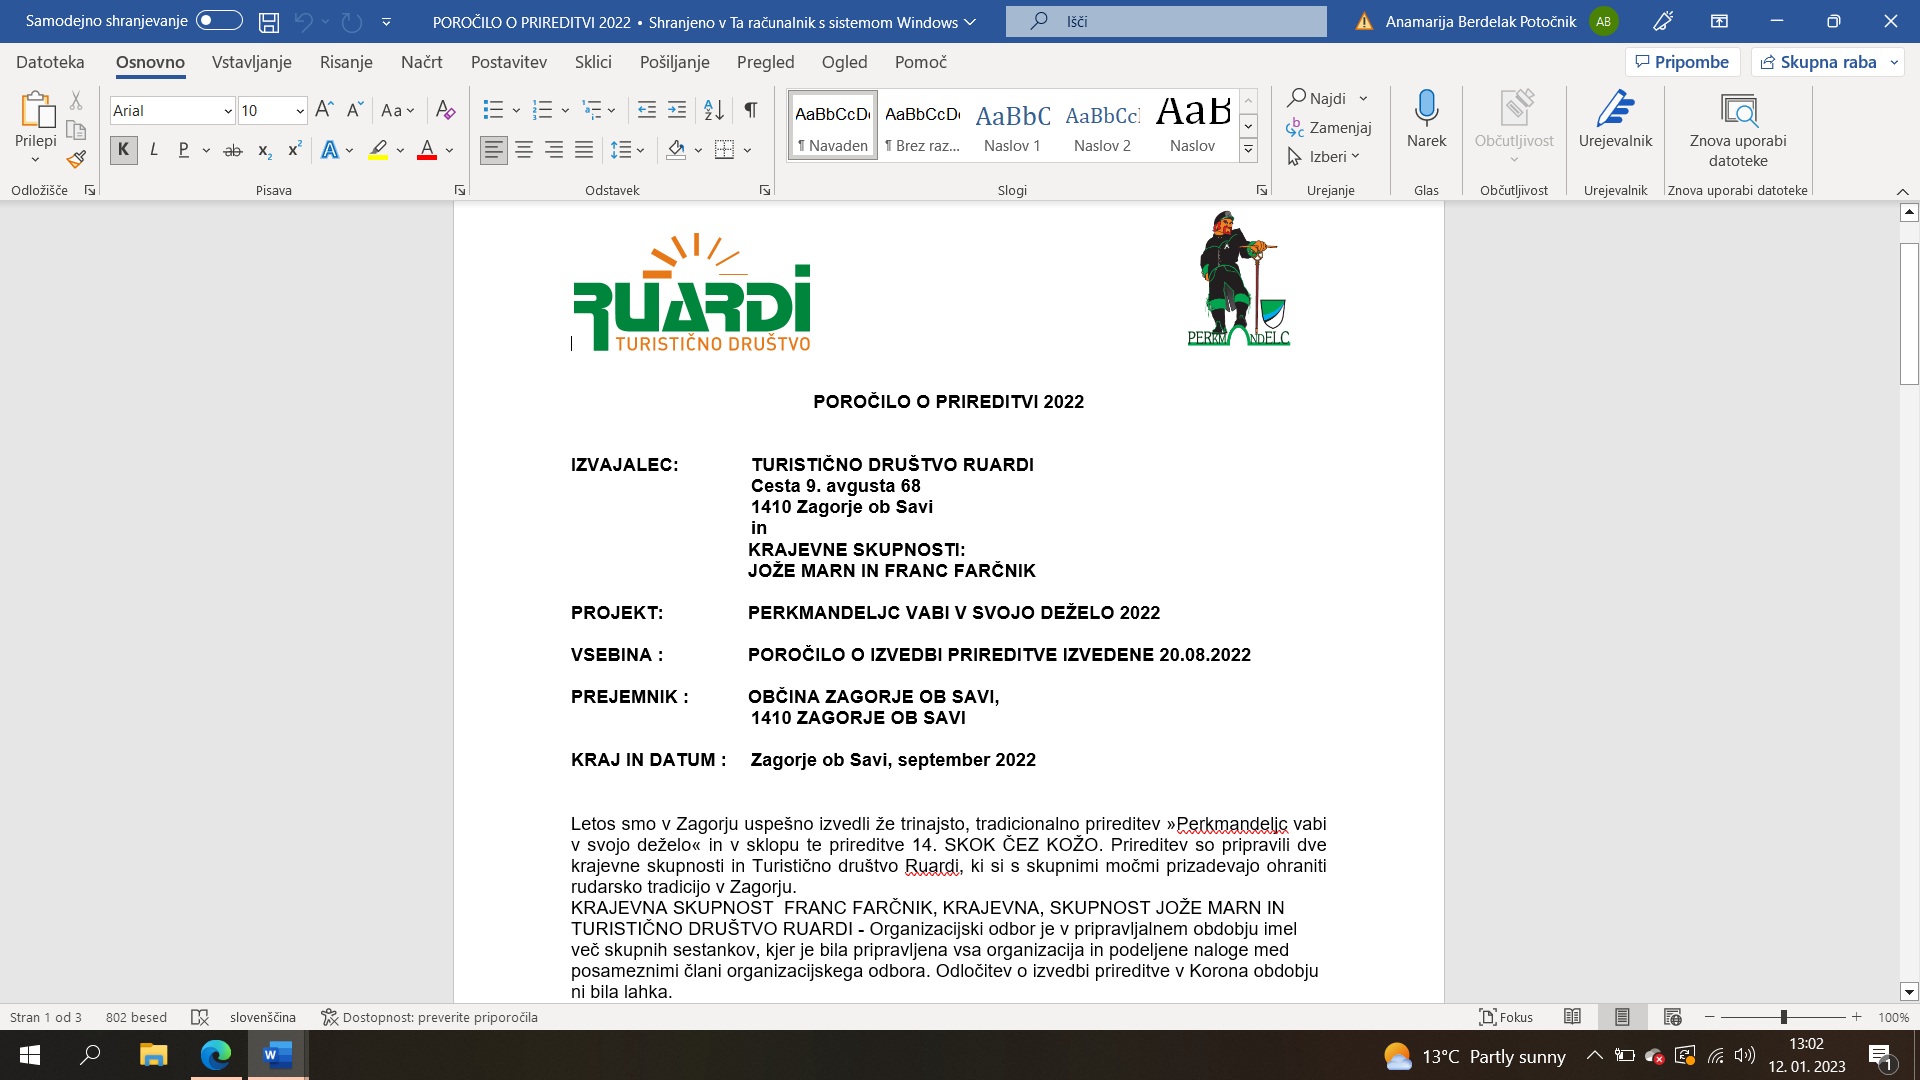 Samodejno shranjevanje
POROČILO O PRIREDITVI 2022 • Shranjeno v Ta računalnik s sistemom Windows
Išči
Anamarija Berdelak Potočnik AB
Datoteka Osnovno Vstavljanje Risanje Načrt Postavitev Sklici Pošiljanje Pregled Ogled Pomoč
Pripombe Skupna raba
Prilepi
Odložišče
Arial 10
K L P ab x₂ x² A A
Aa
Pisava
Odstavek
AaBbCcDc AaBbCcDc AaBbC AaBbCcI AaB
¶ Navaden ¶ Brez raz... Naslov 1 Naslov 2 Naslov
Slogi
Najdi
Zamenjaj
Izberi
Urejanje
Narek
Glas
Občutljivost
Občutljivost
Urejevalnik
Urejevalnik
Znova uporabi datoteke
Znova uporabi datoteke
RUARDI
TURISTIČNO DRUŠTVO
PERKMANDELC
POROČILO O PRIREDITVI 2022
IZVAJALEC: TURISTIČNO DRUŠTVO RUARDI
Cesta 9. avgusta 68
1410 Zagorje ob Savi
in
KRAJEVNE SKUPNOSTI:
JOŽE MARN IN FRANC FARČNIK
PROJEKT: PERKMANDELJC VABI V SVOJO DEŽELO 2022
VSEBINA : POROČILO O IZVEDBI PRIREDITVE IZVEDENE 20.08.2022
PREJEMNIK : OBČINA ZAGORJE OB SAVI,
1410 ZAGORJE OB SAVI
KRAJ IN DATUM : Zagorje ob Savi, september 2022
Letos smo v Zagorju uspešno izvedli že trinajsto, tradicionalno prireditev »Perkmandeljc vabi
v svojo deželo« in v sklopu te prireditve 14. SKOK ČEZ KOŽO. Prireditev so pripravili dve
krajevne skupnosti in Turistično društvo Ruardi, ki si s skupnimi močmi prizadevajo ohraniti
rudarsko tradicijo v Zagorju.
KRAJEVNA SKUPNOST  FRANC FARČNIK, KRAJEVNA, SKUPNOST JOŽE MARN IN
TURISTIČNO DRUŠTVO RUARDI - Organizacijski odbor je v pripravljalnem obdobju imel
več skupnih sestankov, kjer je bila pripravljena vsa organizacija in podeljene naloge med
posameznimi člani organizacijskega odbora. Odločitev o izvedbi prireditve v Korona obdobju
ni bila lahka.
Stran 1 od 3 802 besed slovenščina Dostopnost: preverite priporočila
Fokus 100%
13°C Partly sunny
13:02
12. 01. 2023
1